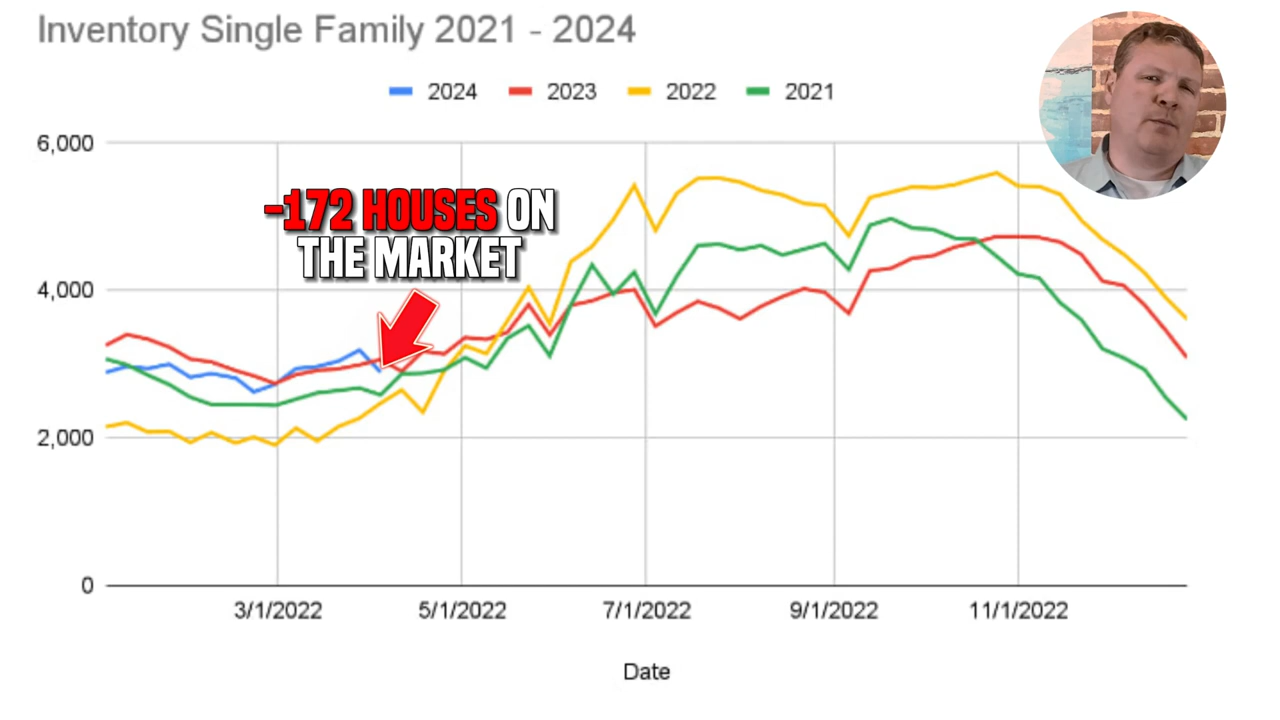 Inventory Single Family 2021 - 2024
2024 2023 2022 2021
6,000
-172 HOUSES ON
THE MARKET
4,000
2,000
0
3/1/2022 5/1/2022 7/1/2022 9/1/2022 11/1/2022
Date